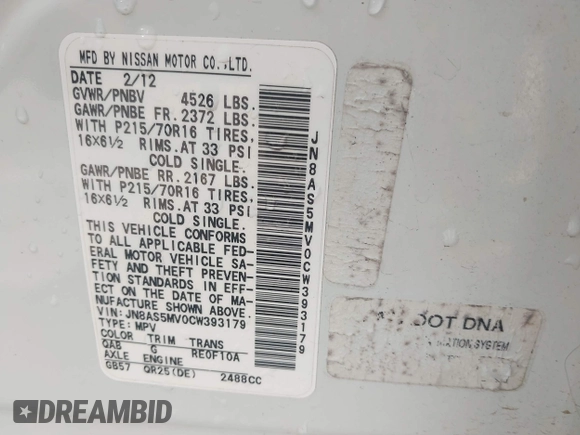 MFD BY NISSAN MOTOR CO.,LTD.
DATE 2/12
GVWR/PNBV 4526 LBS.
GAWR/PNBE FR. 2372 LBS.
WITH P215/70R16 TIRES,
16X6½ RIMS.AT 33 PSI
COLD SINGLE.
GAWR/PNBE RR. 2167 LBS.
WITH P215/70R16 TIRES,
16X6½ RIMS.AT 33 PSI
COLD SINGLE.
THIS VEHICLE CONFORMS
TO ALL APPLICABLE FED-
ERAL MOTOR VEHICLE SA-
FETY AND THEFT PREVEN-
TION STANDARDS IN EFF-
ECT ON THE DATE OF MA-
NUFACTURE SHOWN ABOVE.
VIN: JN8AS5MV0CW393179
TYPE: MPV
COLOR TRIM TRANS
QAB G RE0F10A
AXLE ENGINE
GB57 QR25(DE) 2488CC
JN8AS5MV0CW393179
DOT DNA
SYSTEM
DREAMBID